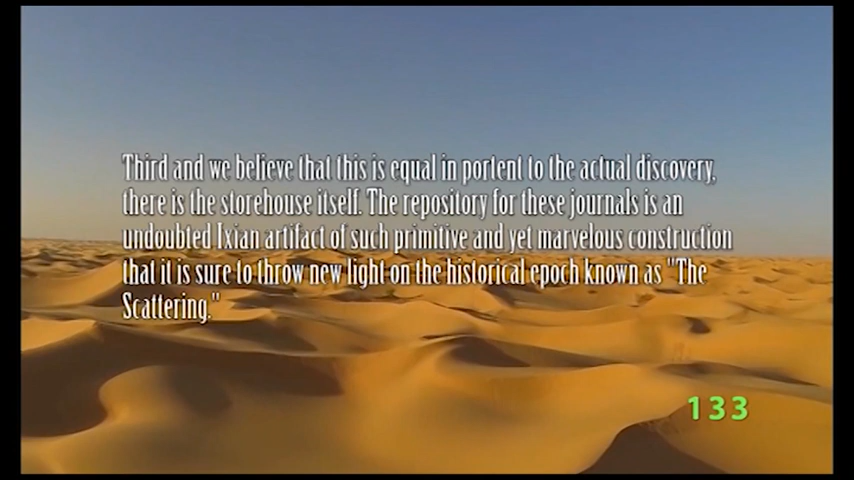 Third and we believe that this is equal in portent to the actual discovery,
there is the storehouse itself. The repository for these journals is an
undoubted Ixian artifact of such primitive and yet marvelous construction
that it is sure to throw new light on the historical epoch known as "The
Scattering."
133